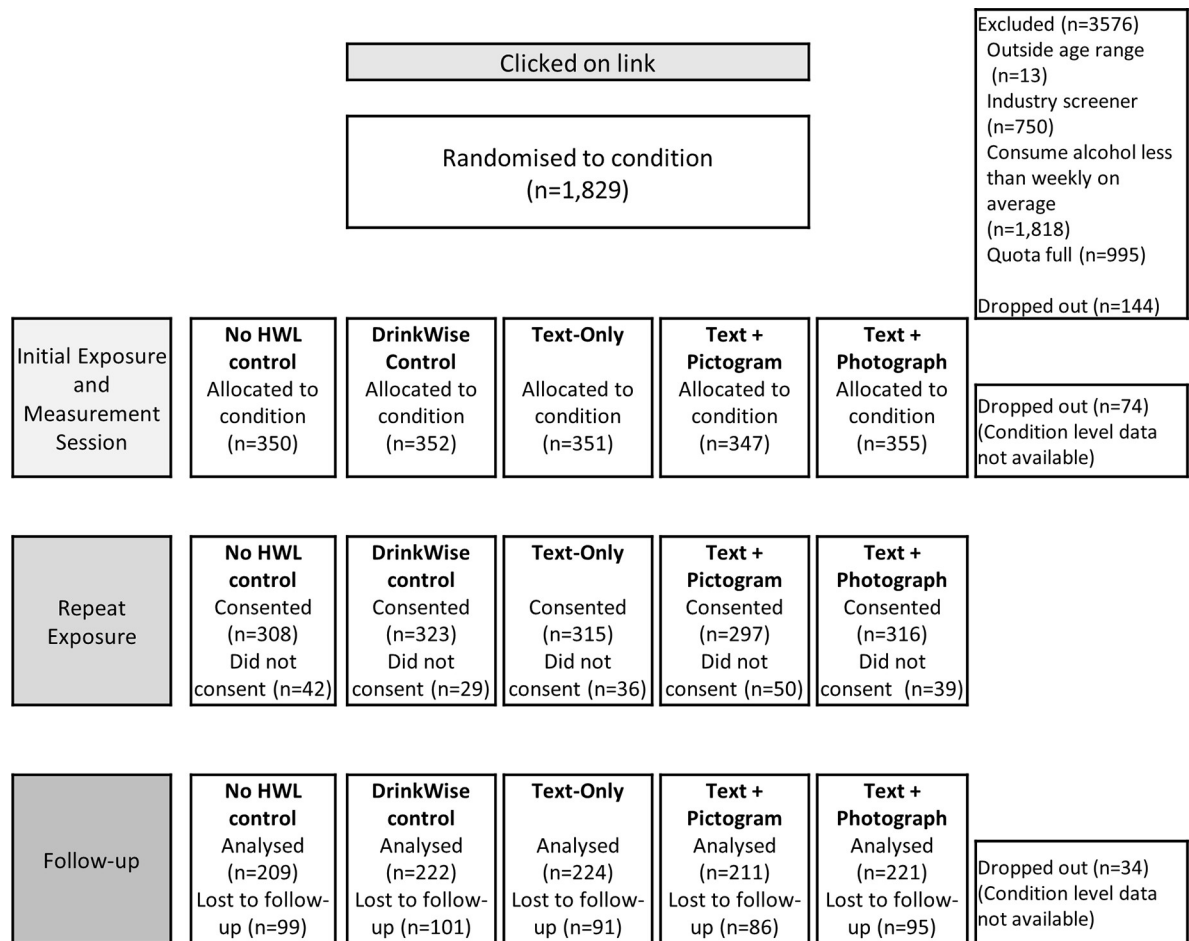 Clicked on link
Randomised to condition
(n=1,829)
Excluded (n=3576)
Outside age range
(n=13)
Industry screener
(n=750)
Consume alcohol less
than weekly on
average
(n=1,818)
Quota full (n=995)
Dropped out (n=144)
Initial Exposure
and
Measurement
Session
No HWL
control
Allocated to
condition
(n=350)
DrinkWise
Control
Allocated to
condition
(n=352)
Text-Only
Allocated to
condition
(n=351)
Text +
Pictogram
Allocated to
condition
(n=347)
Text +
Photograph
Allocated to
condition
(n=355)
Dropped out (n=74)
(Condition level data
not available)
Repeat
Exposure
No HWL
control
Consented
(n=308)
Did not
consent (n=42)
DrinkWise
control
Consented
(n=323)
Did not
consent (n=29)
Text-Only
Consented
(n=315)
Did not
consent (n=36)
Text +
Pictogram
Consented
(n=297)
Did not
consent (n=50)
Text +
Photograph
Consented
(n=316)
Did not
consent (n=39)
Follow-up
No HWL
control
Analysed
(n=209)
Lost to follow-
up (n=99)
DrinkWise
control
Analysed
(n=222)
Lost to follow-
up (n=101)
Text-Only
Analysed
(n=224)
Lost to follow-
up (n=91)
Text +
Pictogram
Analysed
(n=211)
Lost to follow-
up (n=86)
Text +
Photograph
Analysed
(n=221)
Lost to follow-
up (n=95)
Dropped out (n=34)
(Condition level data
not available)